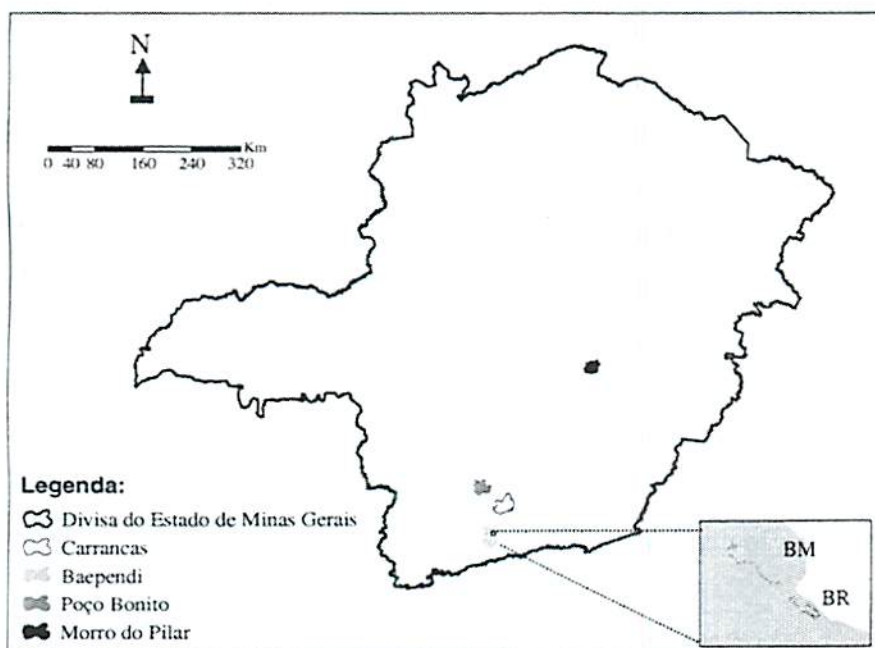 N
Km
0 40 80 160 240 320
Legenda:
Divisa do Estado de Minas Gerais
Carrancas
Baependi
Poço Bonito
Morro do Pilar
BM
BR